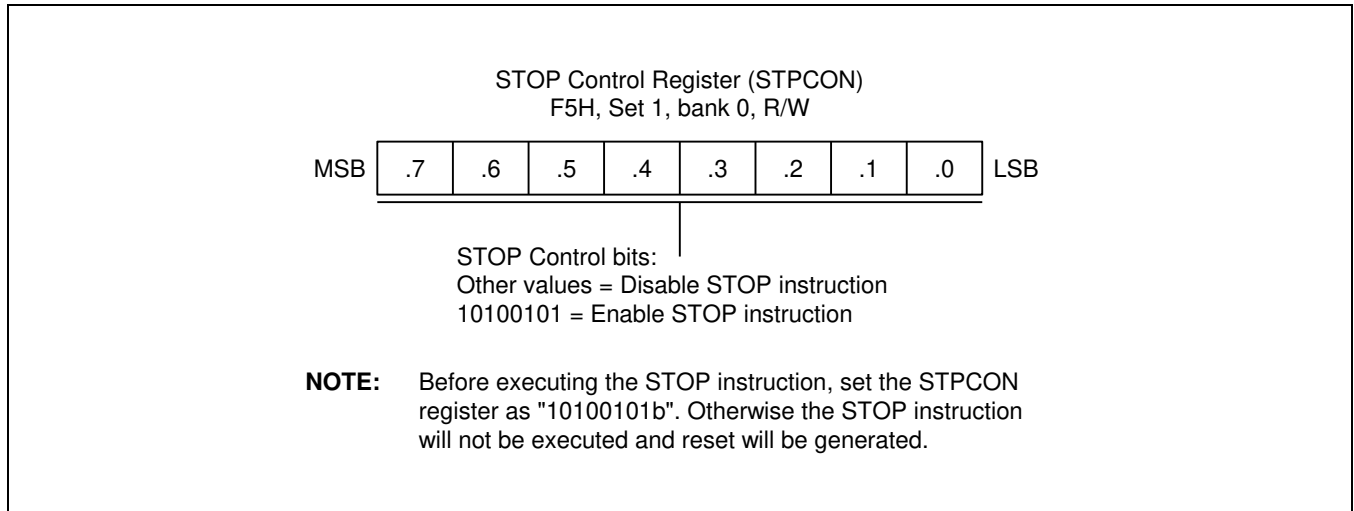 STOP Control Register (STPCON)
F5H, Set 1, bank 0, R/W
MSB .7 .6 .5 .4 .3 .2 .1 .0 LSB
STOP Control bits:
Other values = Disable STOP instruction
10100101 = Enable STOP instruction
NOTE: Before executing the STOP instruction, set the STPCON
register as "10100101b". Otherwise the STOP instruction
will not be executed and reset will be generated.